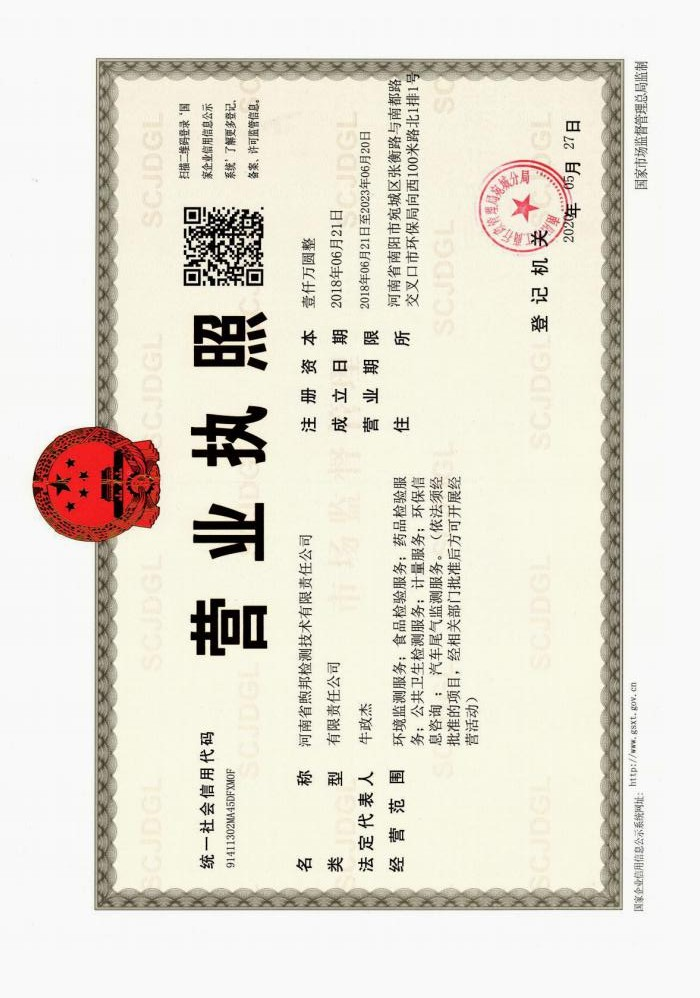 营业执照
扫描二维码登录‘国
家企业信用信息公示
系统’了解更多登记、
备案、许可监管信息。
统一社会信用代码
91411302MA45DFXM0F
名称 河南省煦邦检测技术有限责任公司
类型 有限责任公司
法定代表人 牛政杰
经营范围 环境监测服务；食品检验服务；药品检验服
务；公共卫生检测服务；计量服务；环保信
息咨询 ； 汽车尾气监测服务。（依法须经
批准的项目，经相关部门批准后方可开展经
营活动）
注册资本 壹仟万圆整
成立日期 2018年06月21日
营业期限 2018年06月21日至2023年06月20日
住所 河南省南阳市宛城区张衡路与南都路
交叉口市环保局向西100米路北1排1号
登记机关
2020年 05月 27日
国家企业信用信息公示系统网址： http://www.gsxt.gov.cn
国家市场监督管理总局监制
SCJDGL
市场监督管理